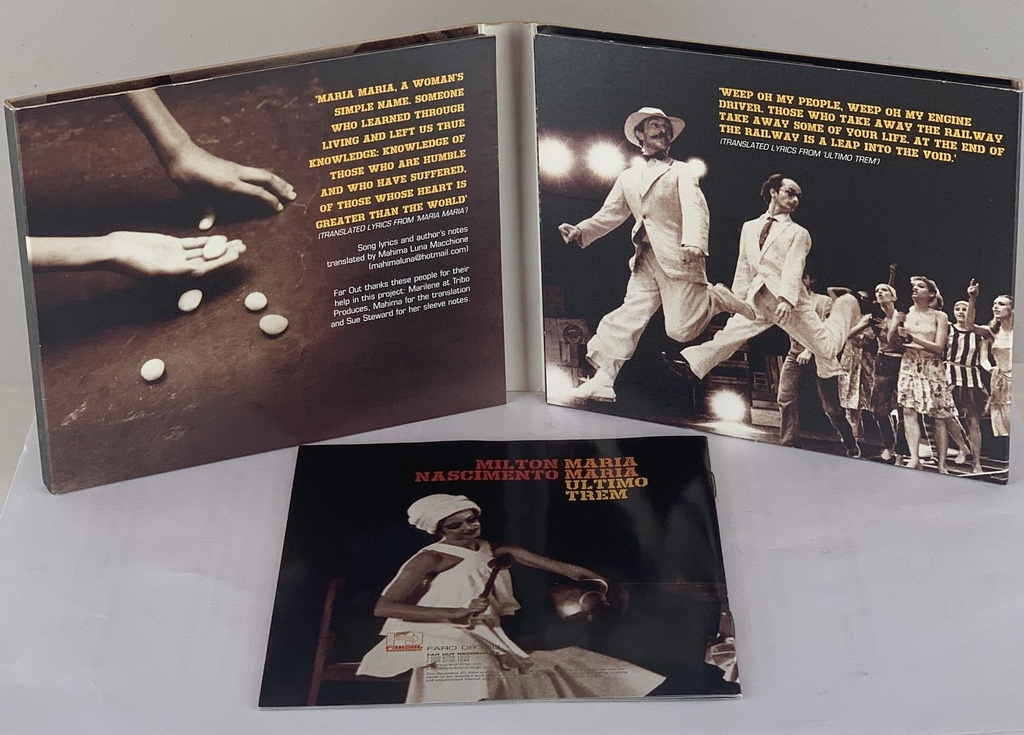 'MARIA MARIA, A WOMAN'S
SIMPLE NAME. SOMEONE
WHO LEARNED THROUGH
LIVING AND LEFT US TRUE
KNOWLEDGE: KNOWLEDGE OF
THOSE WHO ARE HUMBLE
AND WHO HAVE SUFFERED,
OF THOSE WHOSE HEART IS
GREATER THAN THE WORLD'
(TRANSLATED LYRICS FROM 'MARIA MARIA')
Song lyrics and author's notes
translated by Mahima Luna Macchione
(mahimaluna@hotmail.com)
Far Out thanks these people for their
help in this project: Marilene at Tribo
Produces, Mahima for the translation
and Sue Steward for her sleeve notes.
'WEEP OH MY PEOPLE, WEEP OH MY ENGINE
DRIVER. THOSE WHO TAKE AWAY THE RAILWAY
TAKE AWAY SOME OF YOUR LIFE. AT THE END OF
THE RAILWAY IS A LEAP INTO THE VOID.'
(TRANSLATED LYRICS FROM 'ULTIMO TREM')
MILTON
NASCIMENTO
MARIA
MARIA
ULTIMO
TREM
FARO
FAR OUT RECORDINGS